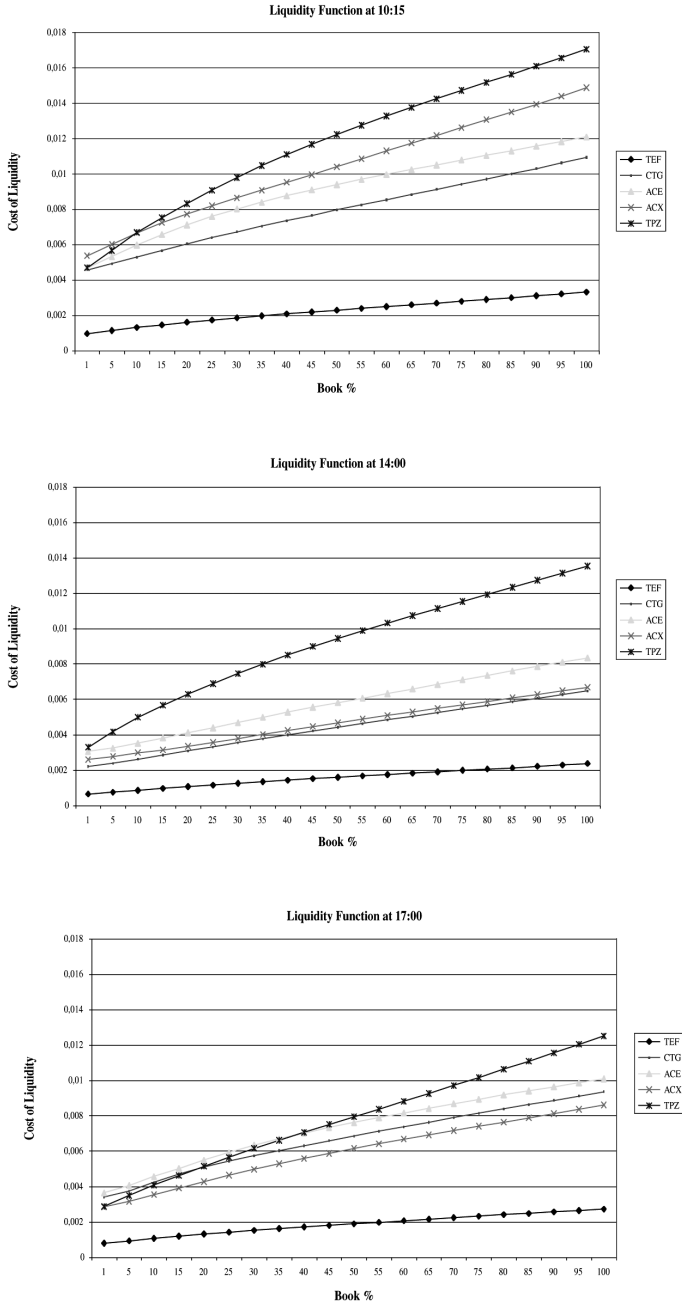 Liquidity Function at 10:15
0,018
0,016
0,014
0,012
0,01
0,008
0,006
0,004
0,002
0
Cost of Liquidity
1 5 10 15 20 25 30 35 40 45 50 55 60 65 70 75 80 85 90 95 100
Book %
TEF
CTG
ACE
ACX
TPZ
Liquidity Function at 14:00
0,018
0,016
0,014
0,012
0,01
0,008
0,006
0,004
0,002
0
Cost of Liquidity
1 5 10 15 20 25 30 35 40 45 50 55 60 65 70 75 80 85 90 95 100
Book %
TEF
CTG
ACE
ACX
TPZ
Liquidity Function at 17:00
0,018
0,016
0,014
0,012
0,01
0,008
0,006
0,004
0,002
0
Cost of Liquidity
1 5 10 15 20 25 30 35 40 45 50 55 60 65 70 75 80 85 90 95 100
Book %
TEF
CTG
ACE
ACX
TPZ